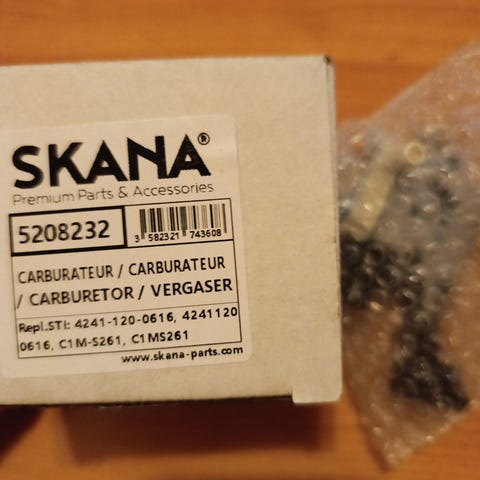 SKANA®
Premium Parts & Accessories
5208232
3 582321 743608
CARBURATEUR / CARBURATEUR
/ CARBURETOR / VERGASER
Repl.STI: 4241-120-0616, 4241120
0616, C1M-S261, C1MS261
www.skana-parts.com